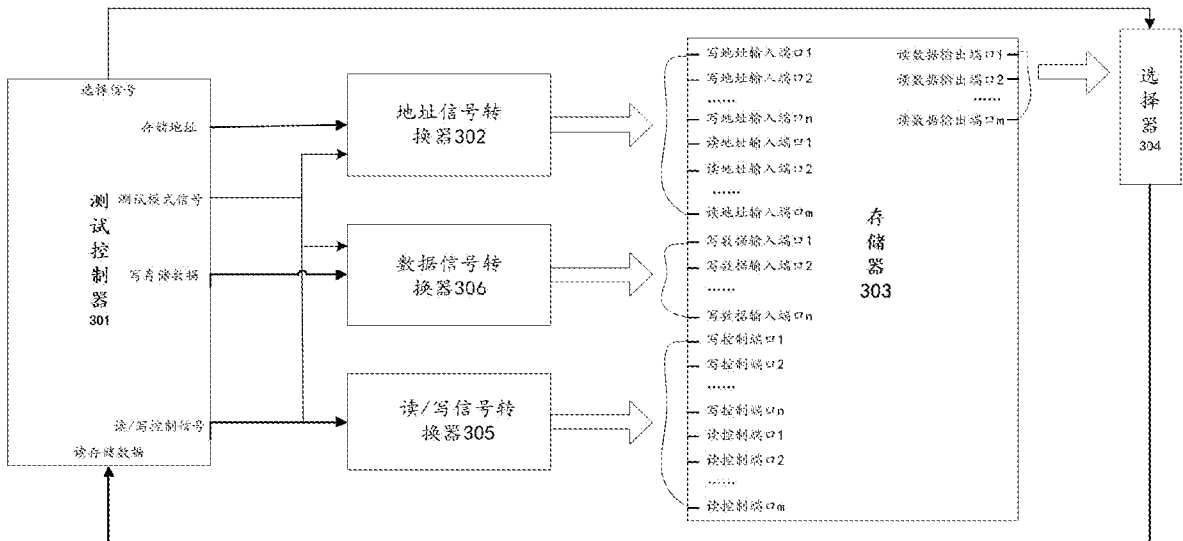 选择信号
存储地址
测试模式信号
测试控制器
301
写存储数据
读/写控制信号
读存储数据
地址信号转
换器302
数据信号转
换器306
读/写信号转
换器305
写地址输入端口1
写地址输入端口2
......
写地址输入端口n
读地址输入端口1
读地址输入端口2
......
读地址输入端口m
写数据输入端口1
写数据输入端口2
......
写数据输入端口n
写控制端口1
写控制端口2
......
写控制端口n
读控制端口1
读控制端口2
......
读控制端口m
读数据输出端口1
读数据输出端口2
......
读数据输出端口m
存储器
303
选择器
304